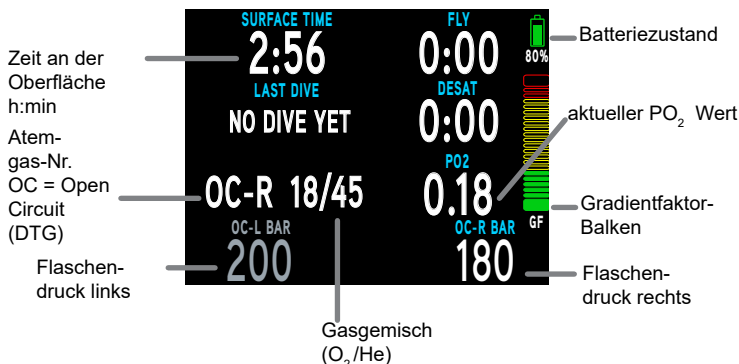 SURFACE TIME
FLY
2:56
0:00
80%
LAST DIVE
DESAT
NO DIVE YET
0:00
PO2
OC-R 18/45
0.18
GF
OC-L BAR
OC-R BAR
200
180
Zeit an der
Oberfläche
h:min
Atem-
gas-Nr.
OC = Open
Circuit
(DTG)
Flaschen-
druck links
Gasgemisch
(O₂/He)
Batteriezustand
aktueller PO₂ Wert
Gradientfaktor-
Balken
Flaschen-
druck rechts